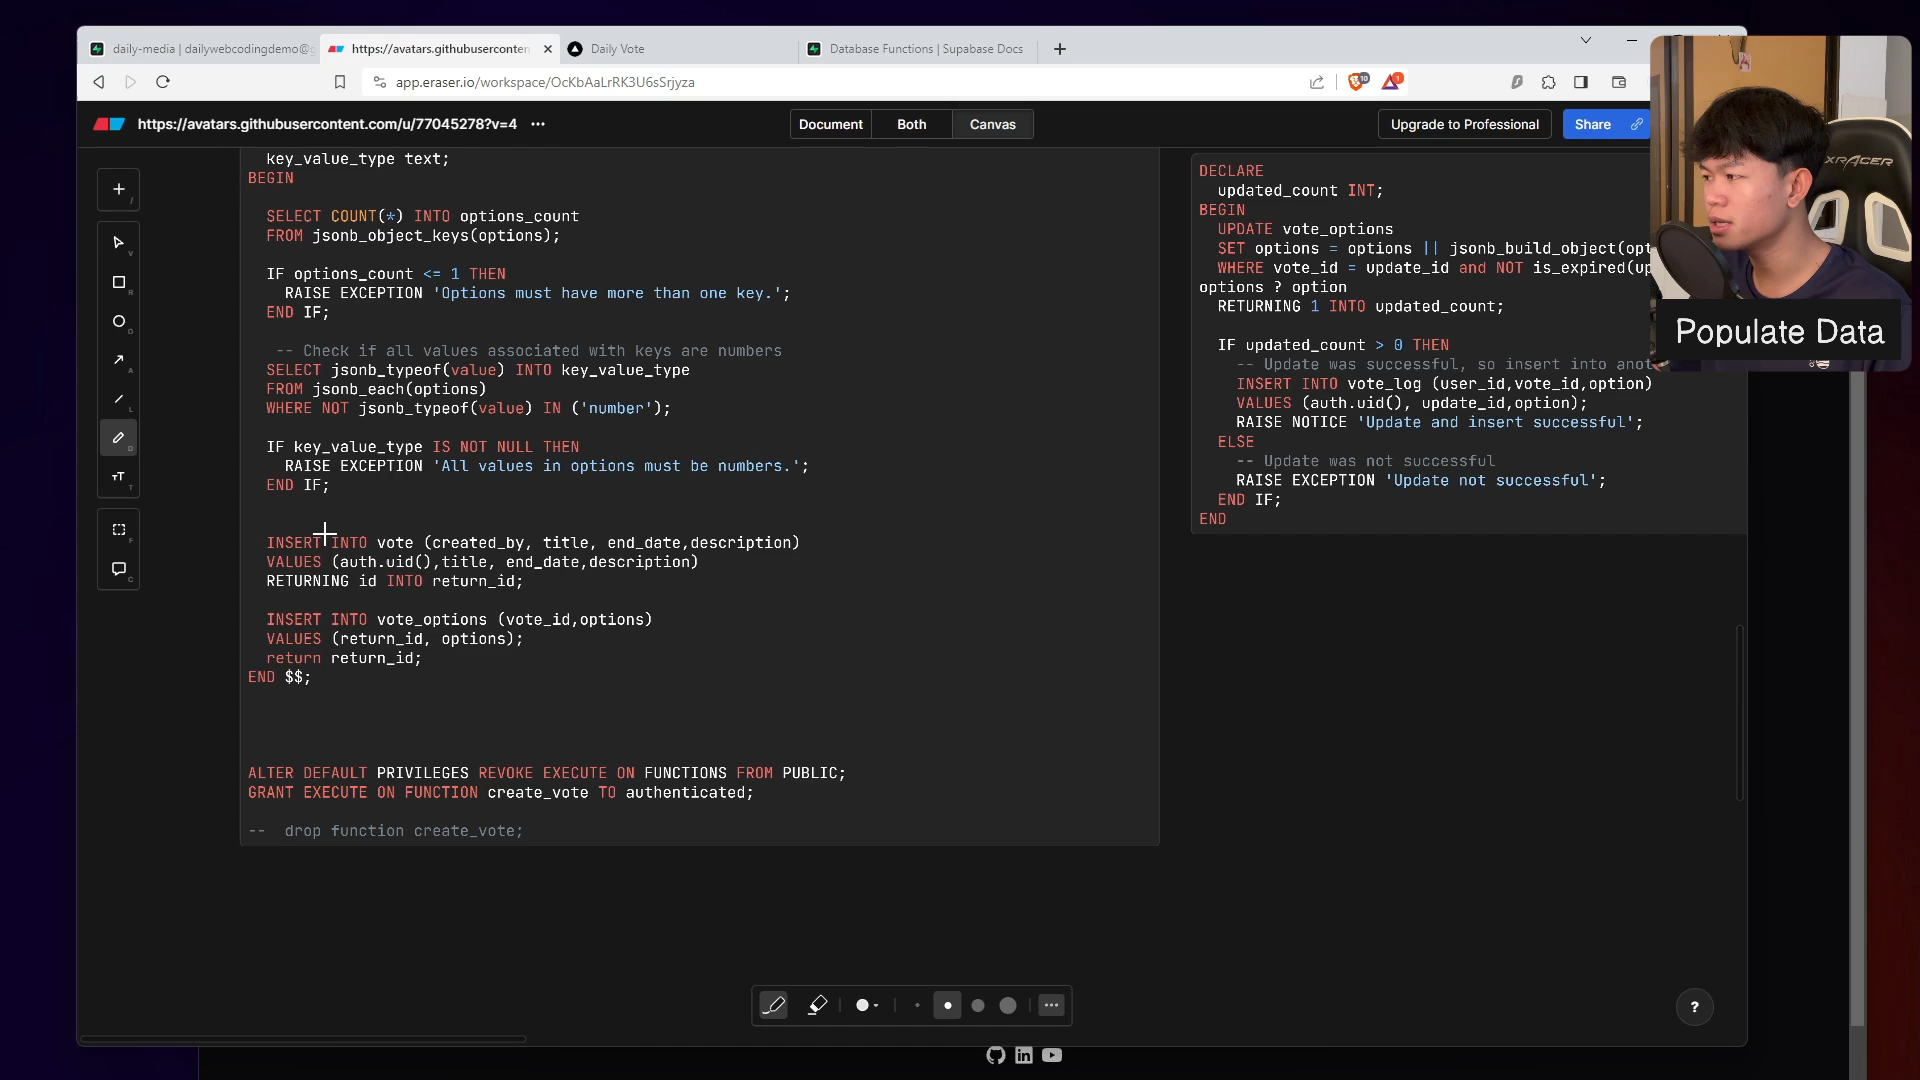 daily-media | dailywebcodingdemo@g
https://avatars.githubuserconten
Daily Vote
Database Functions | Supabase Docs
app.eraser.io/workspace/OcKbAaLrRK3U6sSrjyza
10
1
https://avatars.githubusercontent.com/u/77045278?v=4
Document
Both
Canvas
Upgrade to Professional
Share
key_value_type text;
BEGIN
SELECT COUNT(*) INTO options_count
FROM jsonb_object_keys(options);
IF options_count <= 1 THEN
RAISE EXCEPTION 'Options must have more than one key.';
END IF;
-- Check if all values associated with keys are numbers
SELECT jsonb_typeof(value) INTO key_value_type
FROM jsonb_each(options)
WHERE NOT jsonb_typeof(value) IN ('number');
IF key_value_type IS NOT NULL THEN
RAISE EXCEPTION 'All values in options must be numbers.';
END IF;
INSERT INTO vote (created_by, title, end_date,description)
VALUES (auth.uid(),title, end_date,description)
RETURNING id INTO return_id;
INSERT INTO vote_options (vote_id,options)
VALUES (return_id, options);
return return_id;
END $$;
ALTER DEFAULT PRIVILEGES REVOKE EXECUTE ON FUNCTIONS FROM PUBLIC;
GRANT EXECUTE ON FUNCTION create_vote TO authenticated;
-- drop function create_vote;
DECLARE
updated_count INT;
BEGIN
UPDATE vote_options
SET options = options || jsonb_build_object(opt
WHERE vote_id = update_id and NOT is_expired(up
options ? option
RETURNING 1 INTO updated_count;
IF updated_count > 0 THEN
-- Update was successful, so insert into anot
INSERT INTO vote_log (user_id,vote_id,option)
VALUES (auth.uid(), update_id,option);
RAISE NOTICE 'Update and insert successful';
ELSE
-- Update was not successful
RAISE EXCEPTION 'Update not successful';
END IF;
END
XRACER
Populate Data
?